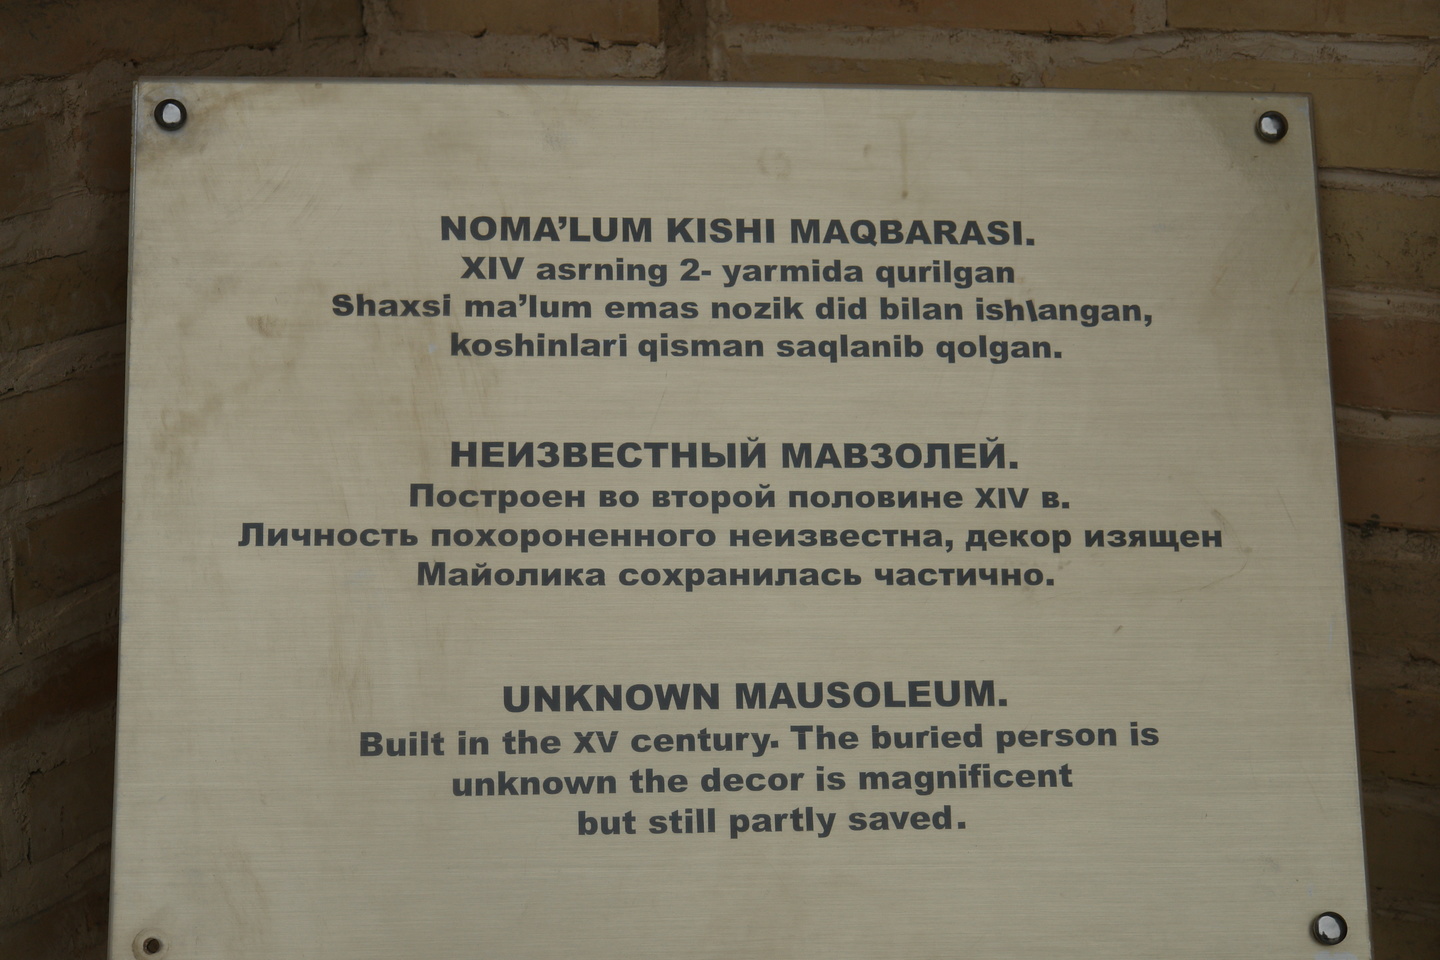 NOMA’LUM KISHI MAQBARASI.
XIV asrning 2- yarmida qurilgan
Shaxsi ma’lum emas nozik did bilan ish\angan,
koshinlari qisman saqlanib qolgan.
НЕИЗВЕСТНЫЙ МАВЗОЛЕЙ.
Построен во второй половине XIV в.
Личность похороненного неизвестна, декор изящен
Майолика сохранилась частично.
UNKNOWN MAUSOLEUM.
Built in the XV century. The buried person is
unknown the decor is magnificent
but still partly saved.